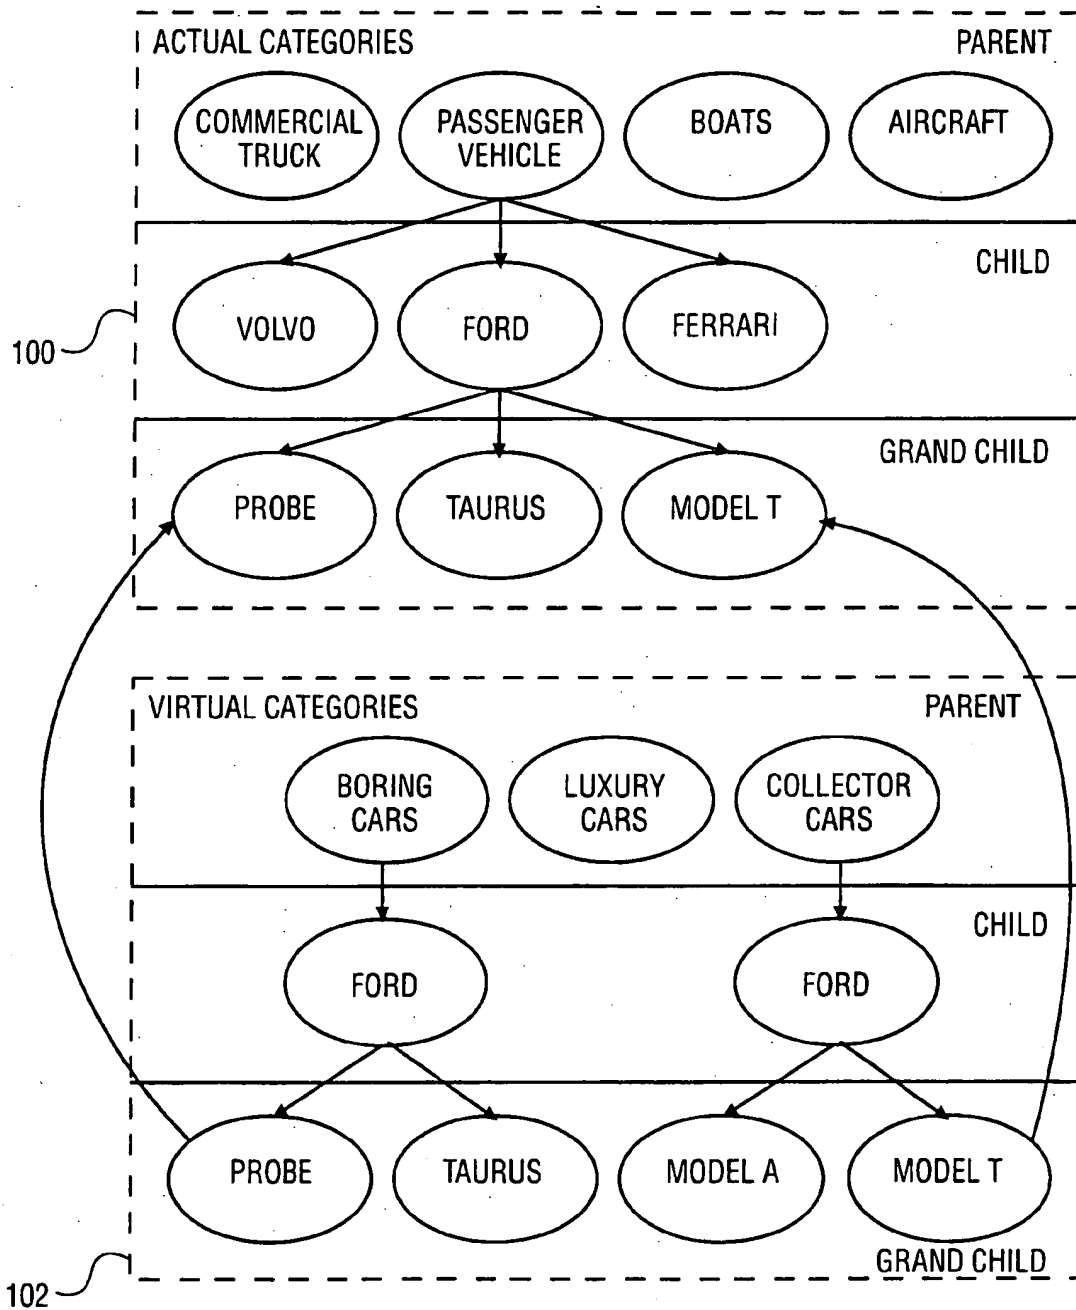 ACTUAL CATEGORIES PARENT
COMMERCIAL TRUCK
PASSENGER VEHICLE
BOATS
AIRCRAFT
CHILD
VOLVO
FORD
FERRARI
100
GRAND CHILD
PROBE
TAURUS
MODEL T
VIRTUAL CATEGORIES PARENT
BORING CARS
LUXURY CARS
COLLECTOR CARS
CHILD
FORD
FORD
PROBE
TAURUS
MODEL A
MODEL T
GRAND CHILD
102